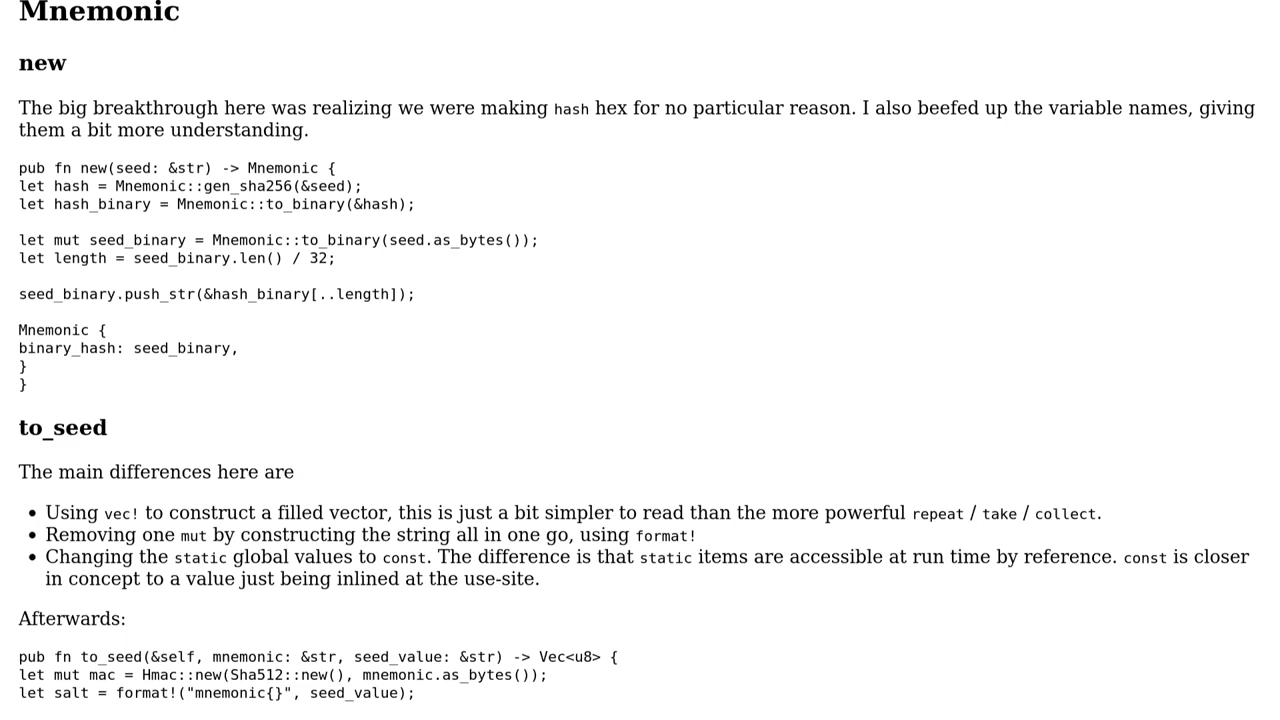 Mnemonic
new
The big breakthrough here was realizing we were making hash hex for no particular reason. I also beefed up the variable names, giving
them a bit more understanding.
pub fn new(seed: &str) -> Mnemonic {
let hash = Mnemonic::gen_sha256(&seed);
let hash_binary = Mnemonic::to_binary(&hash);
let mut seed_binary = Mnemonic::to_binary(seed.as_bytes());
let length = seed_binary.len() / 32;
seed_binary.push_str(&hash_binary[..length]);
Mnemonic {
binary_hash: seed_binary,
}
}
to_seed
The main differences here are
• Using vec! to construct a filled vector, this is just a bit simpler to read than the more powerful repeat / take / collect.
• Removing one mut by constructing the string all in one go, using format!
• Changing the static global values to const. The difference is that static items are accessible at run time by reference. const is closer
in concept to a value just being inlined at the use-site.
Afterwards:
pub fn to_seed(&self, mnemonic: &str, seed_value: &str) -> Vec<u8> {
let mut mac = Hmac::new(Sha512::new(), mnemonic.as_bytes());
let salt = format!("mnemonic{}", seed_value);